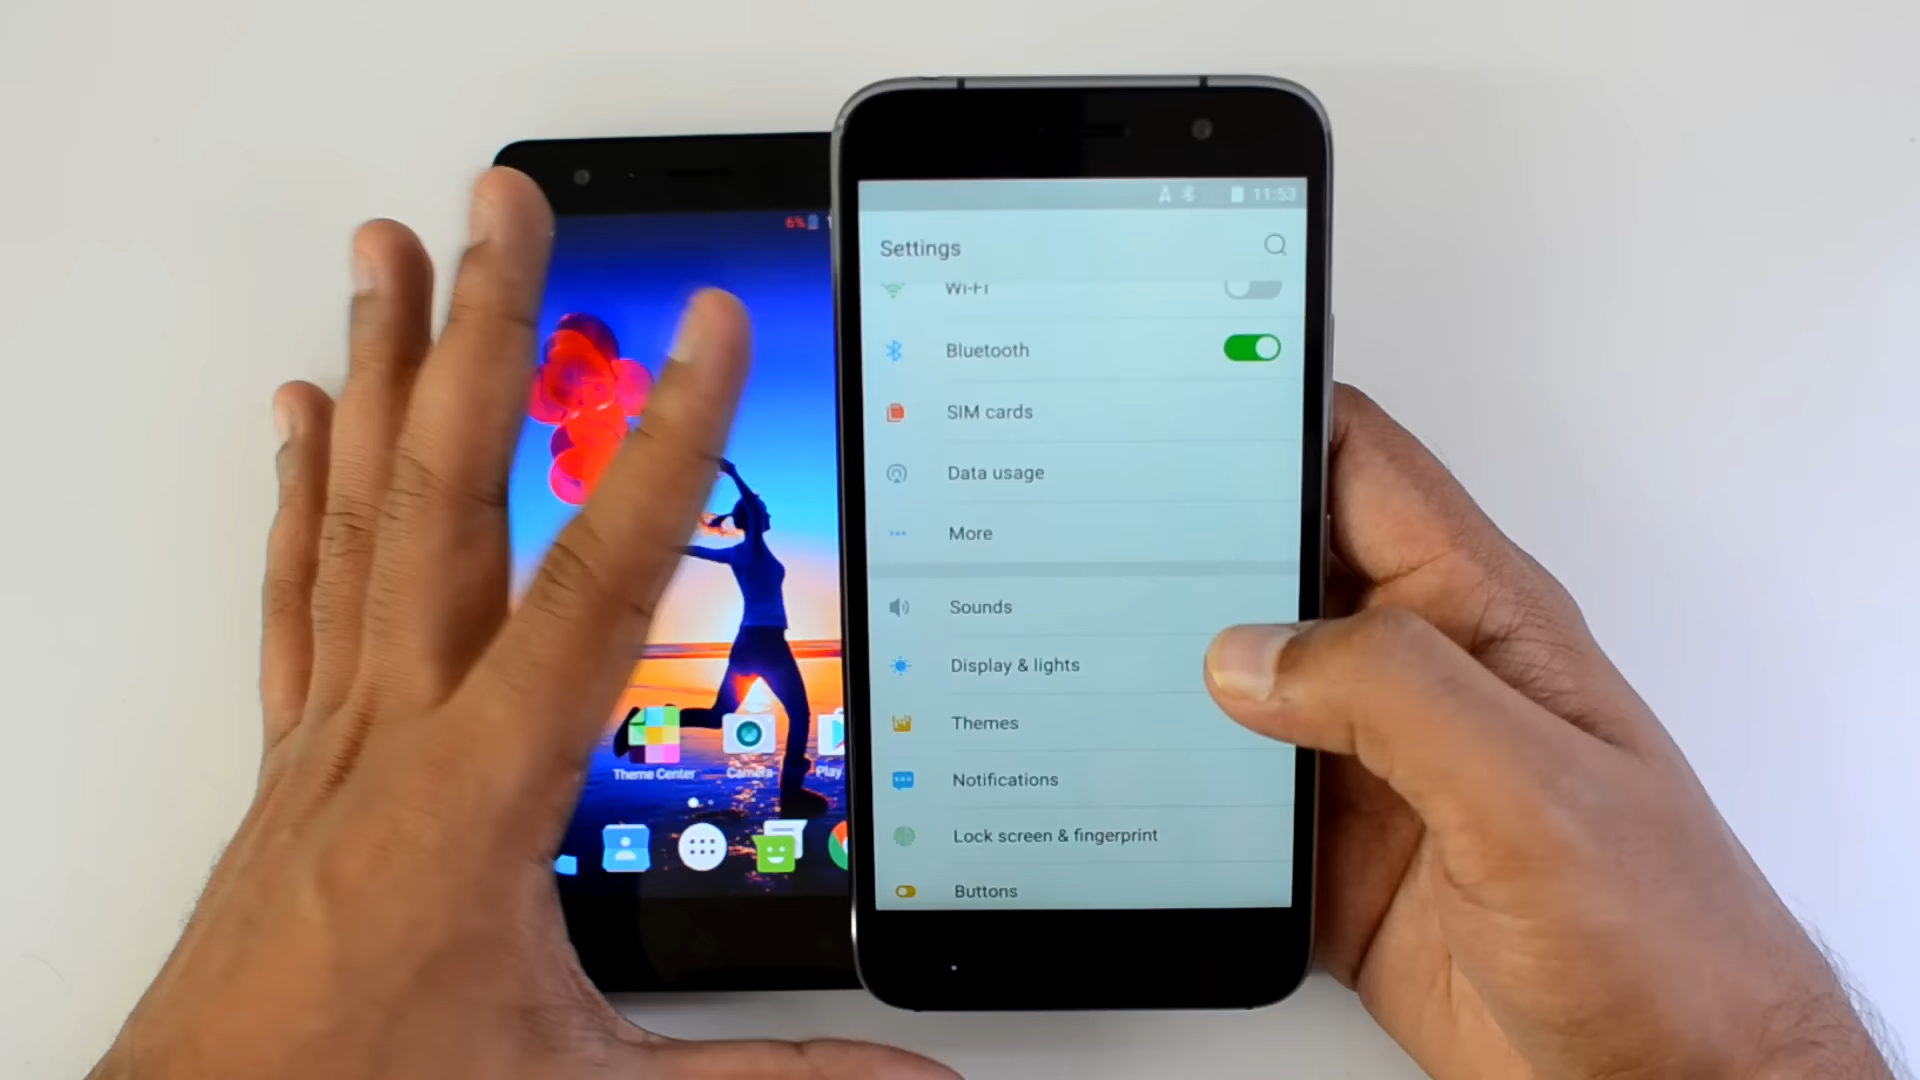 6%
11:53
Settings
Wi-Fi
Bluetooth
SIM cards
Data usage
More
Sounds
Display & lights
Themes
Notifications
Lock screen & fingerprint
Buttons
Theme Center
Camera
Play